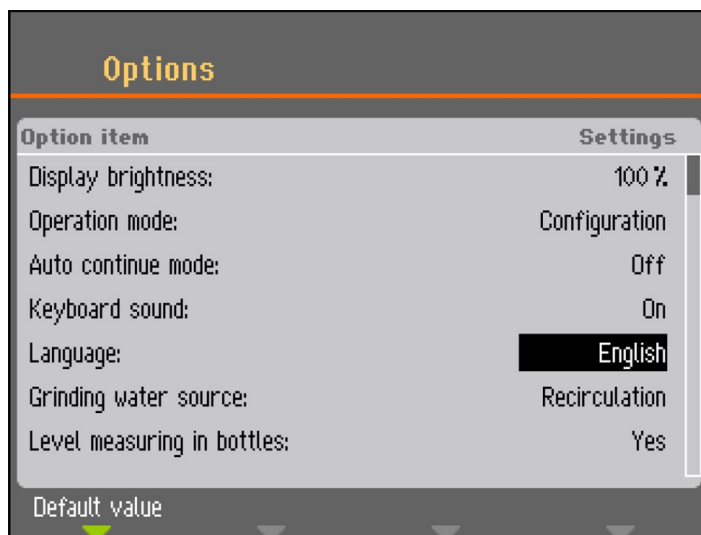 Options
Option item Settings
Display brightness: 100 %
Operation mode: Configuration
Auto continue mode: Off
Keyboard sound: On
Language: English
Grinding water source: Recirculation
Level measuring in bottles: Yes
Default value